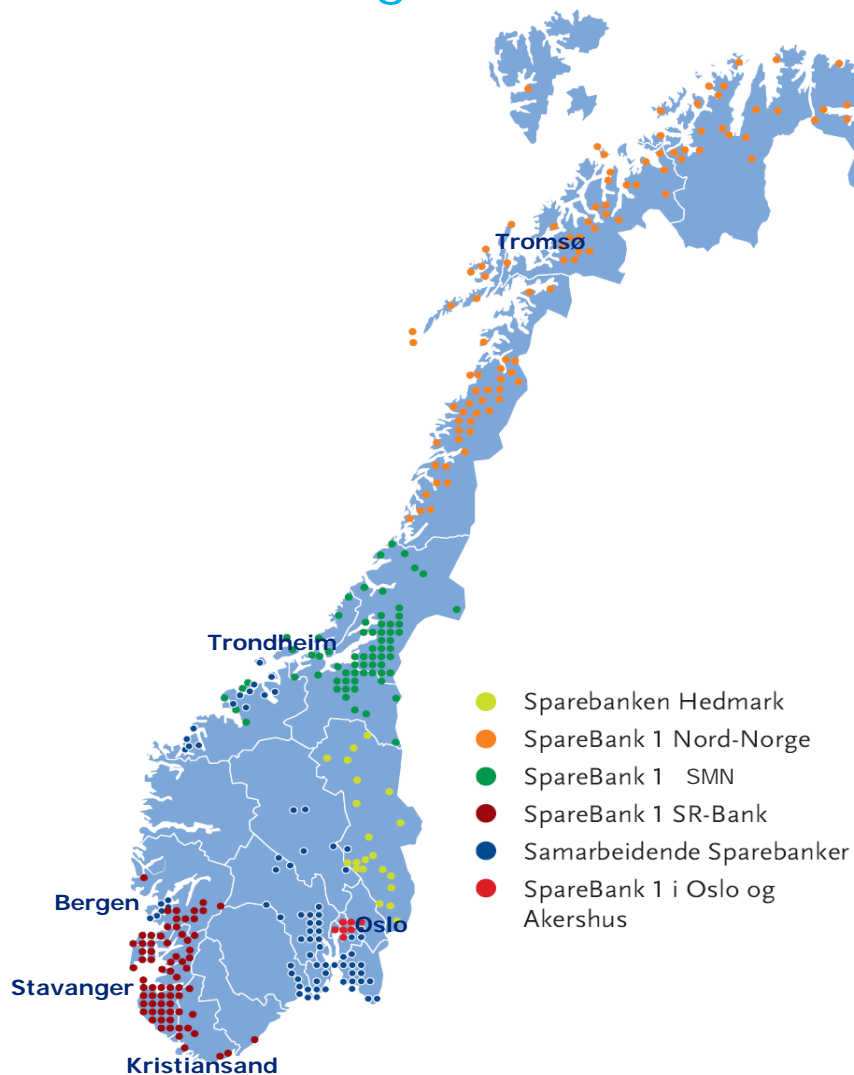 Tromsø
Trondheim
Sparebanken Hedmark
SpareBank 1 Nord-Norge
SpareBank 1 SMN
SpareBank 1 SR-Bank
Samarbeidende Sparebanker
SpareBank 1 i Oslo og
Akershus
Bergen
Oslo
Stavanger
Kristiansand